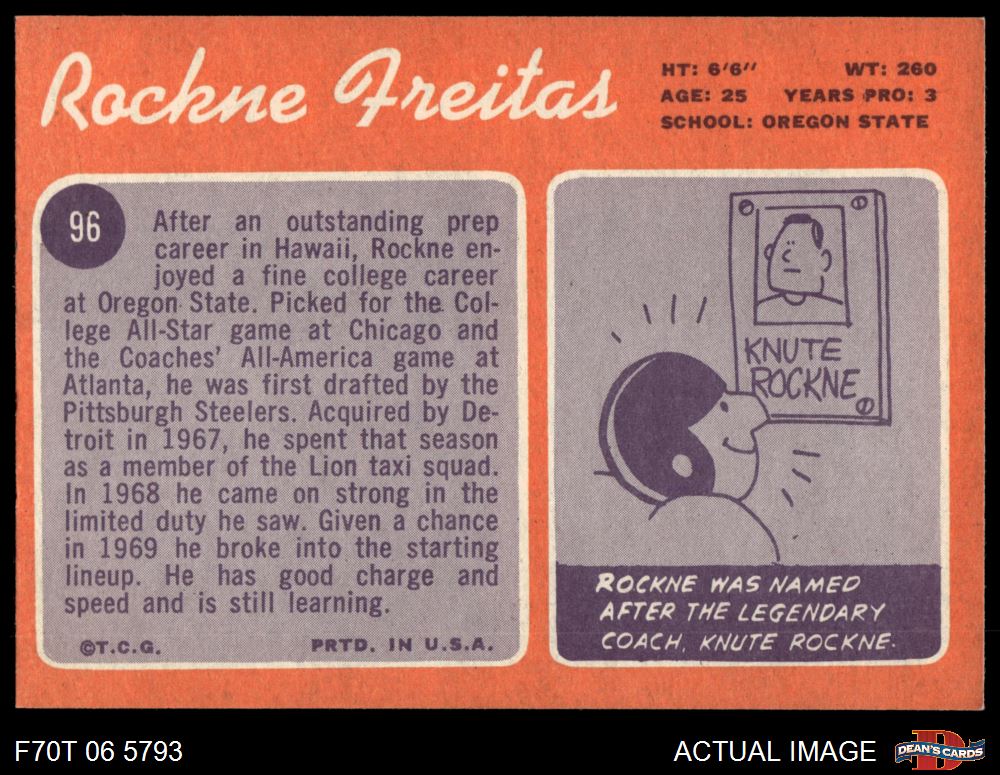 Rockne Freitas
HT: 6'6" WT: 260
AGE: 25 YEARS PRO: 3
SCHOOL: OREGON STATE
96
After an outstanding prep
career in Hawaii, Rockne en-
joyed a fine college career
at Oregon State. Picked for the Col-
lege All-Star game at Chicago and
the Coaches' All-America game at
Atlanta, he was first drafted by the
Pittsburgh Steelers. Acquired by De-
troit in 1967, he spent that season
as a member of the Lion taxi squad.
In 1968 he came on strong in the
limited duty he saw. Given a chance
in 1969 he broke into the starting
lineup. He has good charge and
speed and is still learning.
©T.C.G. PRTD. IN U.S.A.
KNUTE
ROCKNE
ROCKNE WAS NAMED
AFTER THE LEGENDARY
COACH, KNUTE ROCKNE.
F70T 06 5793
ACTUAL IMAGE
D
DEAN'S CARDS